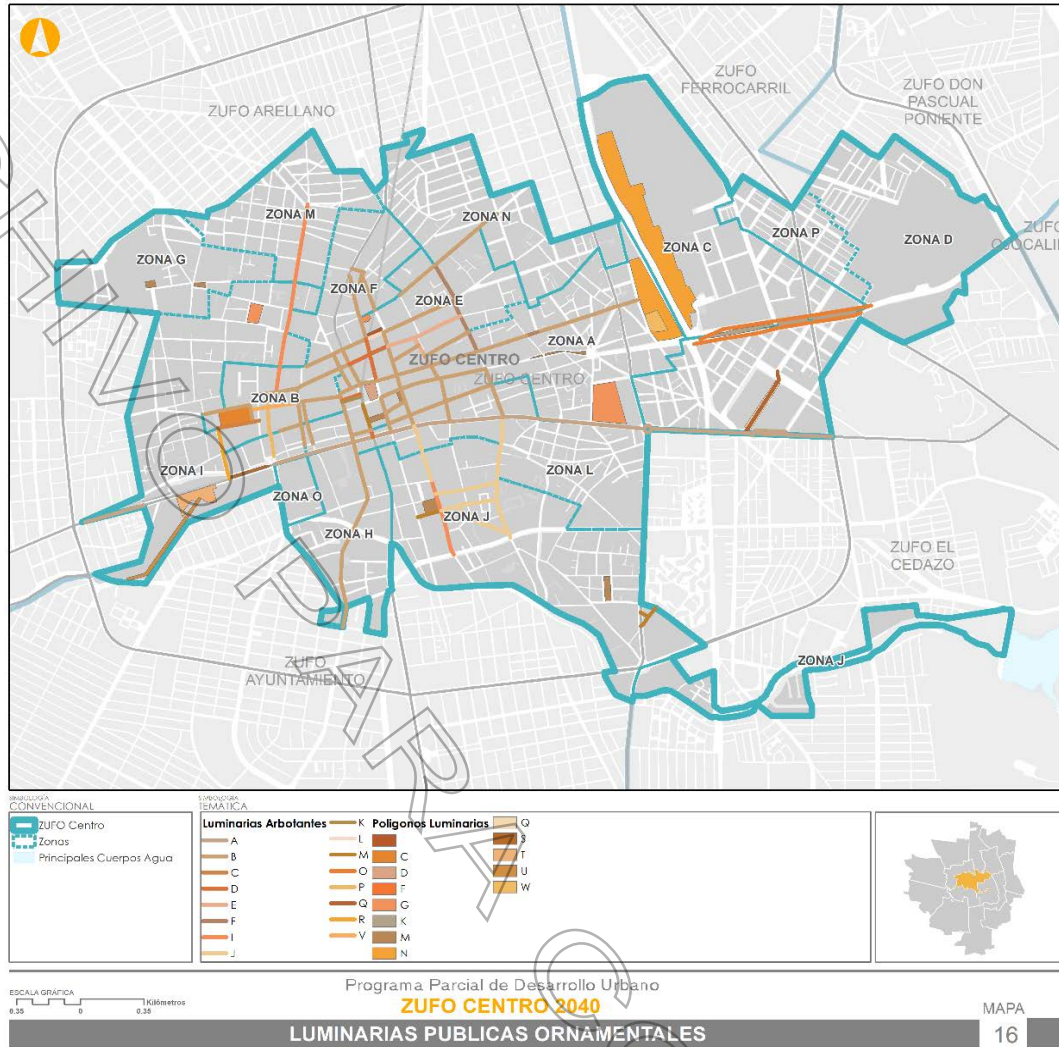 ZUFO ARELLANO
ZUFO
FERROCARRIL
ZUFO DON
PASCUAL
PONIENTE
ZONA M
ZONA N
ZONA C
ZONA P
ZONA D
ZUFO
OJOCALI
ZONA G
ZONA F
ZONA E
ZONA A
ZUFO CENTRO
ZUFO CENTRO
ZONA B
ZONA I
ZONA O
ZONA L
ZONA H
ZONA J
ZUFO EL
CEDAZO
ZUFO
AYUNTAMIENTO
ZONA J
SIMBOLOGÍA
CONVENCIONAL
ZUFO Centro
Zonas
Principales Cuerpos Agua
SIMBOLOGÍA
TEMÁTICA
Luminarias Arbotantes
A
B
C
D
E
F
I
J
K
L
M
O
P
Q
R
V
Poligonos Luminarias
C
D
F
G
K
M
N
Q
S
T
U
W
ESCALA GRÁFICA
0.35 0 0.35
Kilómetros
Programa Parcial de Desarrollo Urbano
ZUFO CENTRO 2040
LUMINARIAS PUBLICAS ORNAMENTALES
MAPA
16